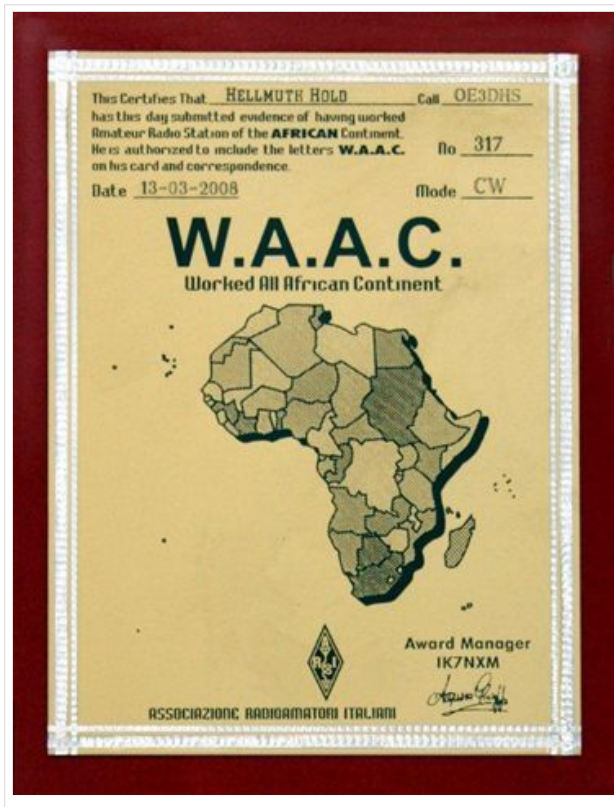 This Certifies That HELLMUTH HOLD Call OE3DHS
has this day submitted evidence of having worked
Amateur Radio Station of the AFRICAN Continent.
He is authorized to include the letters W.A.A.C.
on his card and correspondence.
No 317
Date 13-03-2008 Mode CW
W.A.A.C.
Worked All African Continent
A
R I
Award Manager
IK7NXM
ASSOCIAZIONE RADIOAMATORI ITALIANI